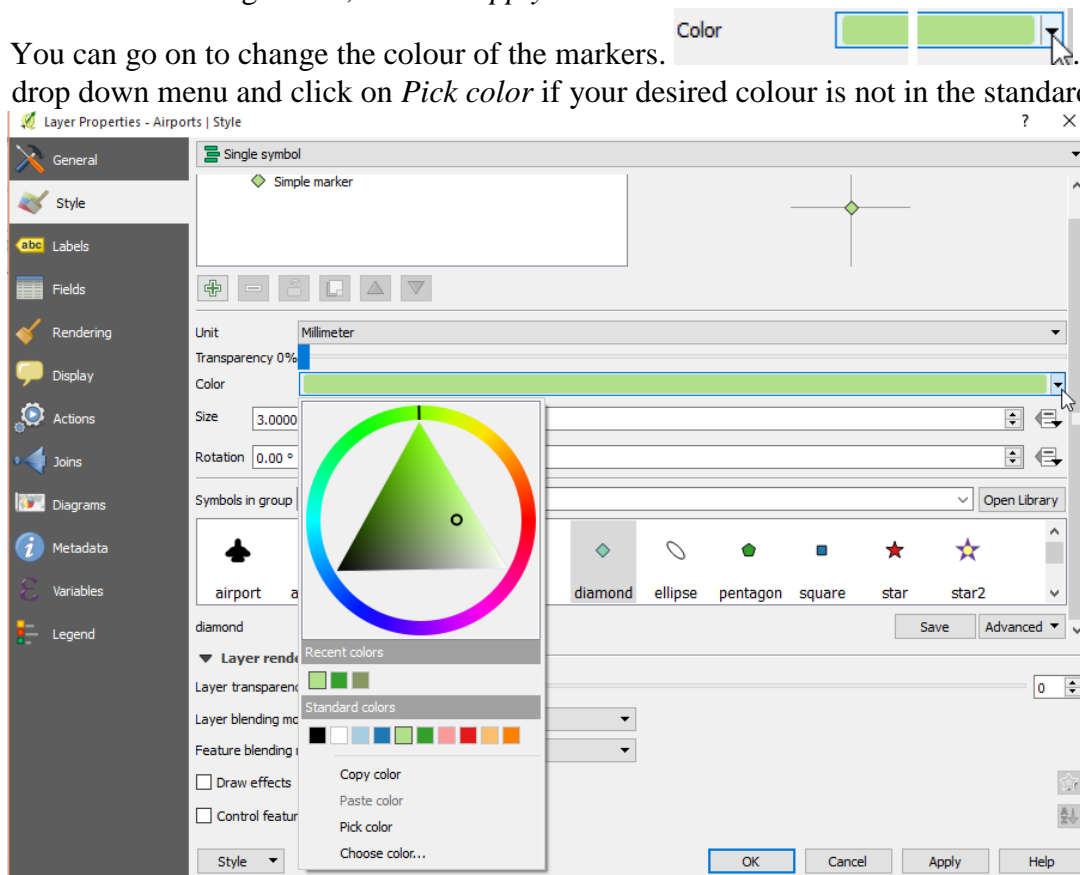 apply
Color
You can go on to change the colour of the markers.
drop down menu and click on Pick color if your desired colour is not in the standard
Layer Properties - Airports | Style
? ×
General
Style
Labels
Fields
Rendering
Display
Actions
Joins
Diagrams
Metadata
Variables
Legend
Single symbol
Simple marker
Unit Millimeter
Transparency 0%
Color
Size 3.0000
Rotation 0.00 °
Symbols in group
Open Library
airport a
diamond ellipse pentagon square star star2
diamond
Save Advanced
Layer rende
Layer transparen 0
Layer blending mo
Feature blending
Draw effects
Control featur
Recent colors
Standard colors
Copy color
Paste color
Pick color
Choose color...
Style OK Cancel Apply Help
abc